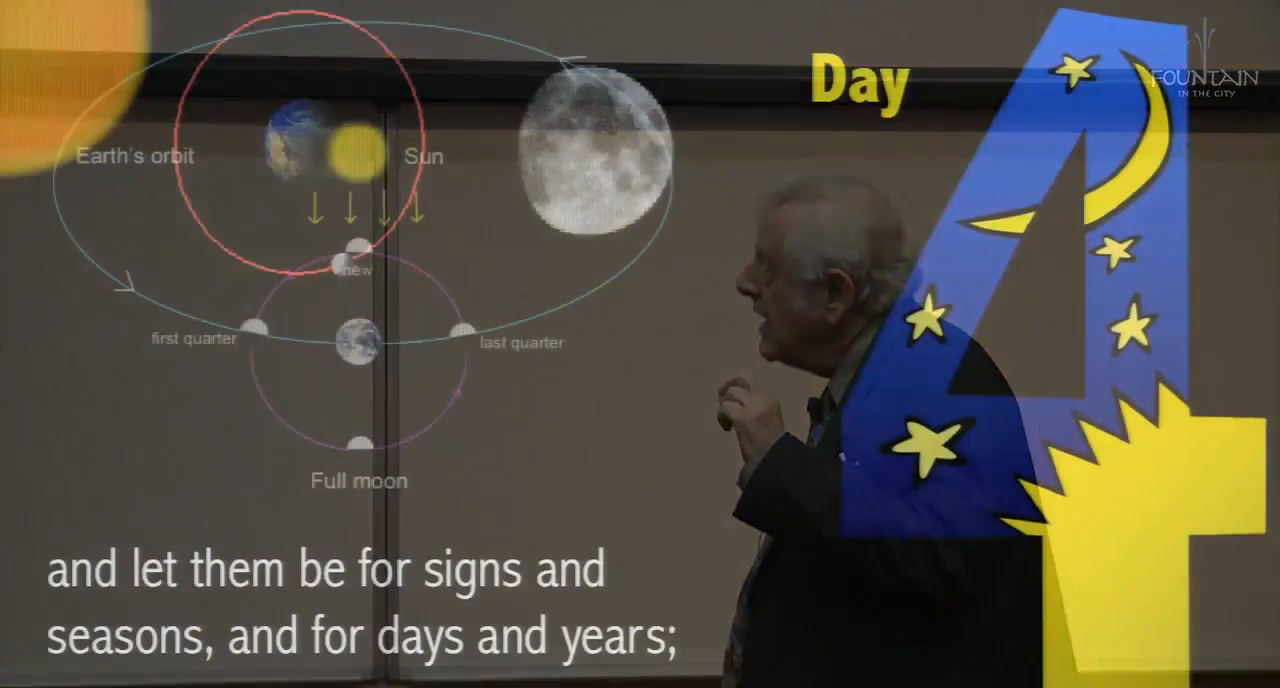 Day
4
FOUNTAIN
IN THE CITY
Earth's orbit
Sun
new
first quarter
last quarter
Full moon
and let them be for signs and
seasons, and for days and years;